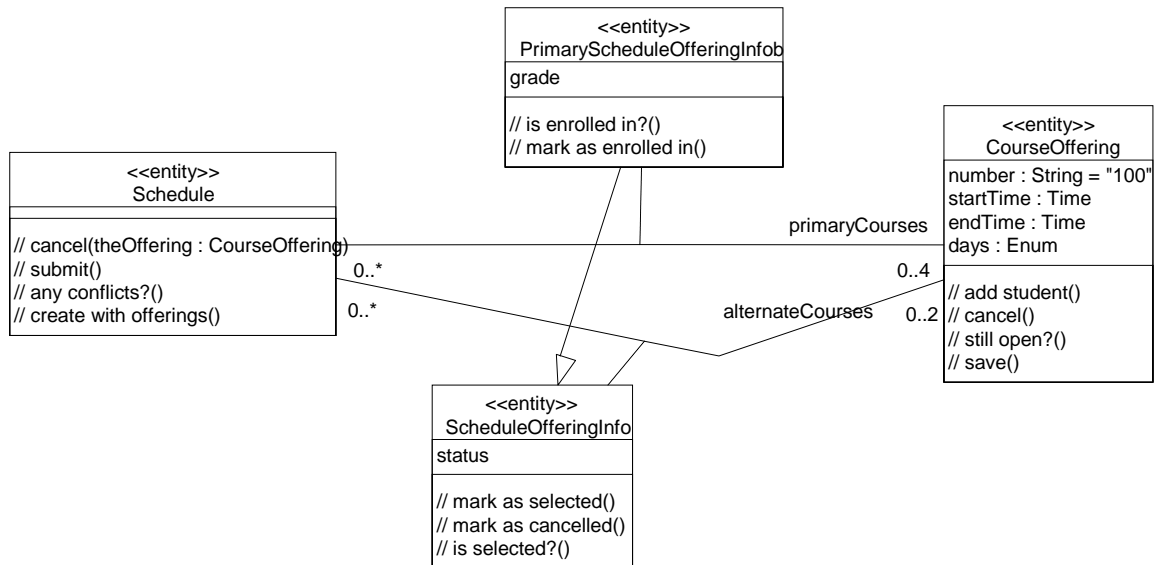 <<entity>>
PrimaryScheduleOfferingInfob
grade
// is enrolled in?()
// mark as enrolled in()
<<entity>>
CourseOffering
number : String = "100"
startTime : Time
endTime : Time
days : Enum
// add student()
// cancel()
// still open?()
// save()
<<entity>>
Schedule
// cancel(theOffering : CourseOffering)
// submit()
// any conflicts?()
// create with offerings()
primaryCourses
0..*
0..4
0..*
alternateCourses
0..2
<<entity>>
ScheduleOfferingInfo
status
// mark as selected()
// mark as cancelled()
// is selected?()